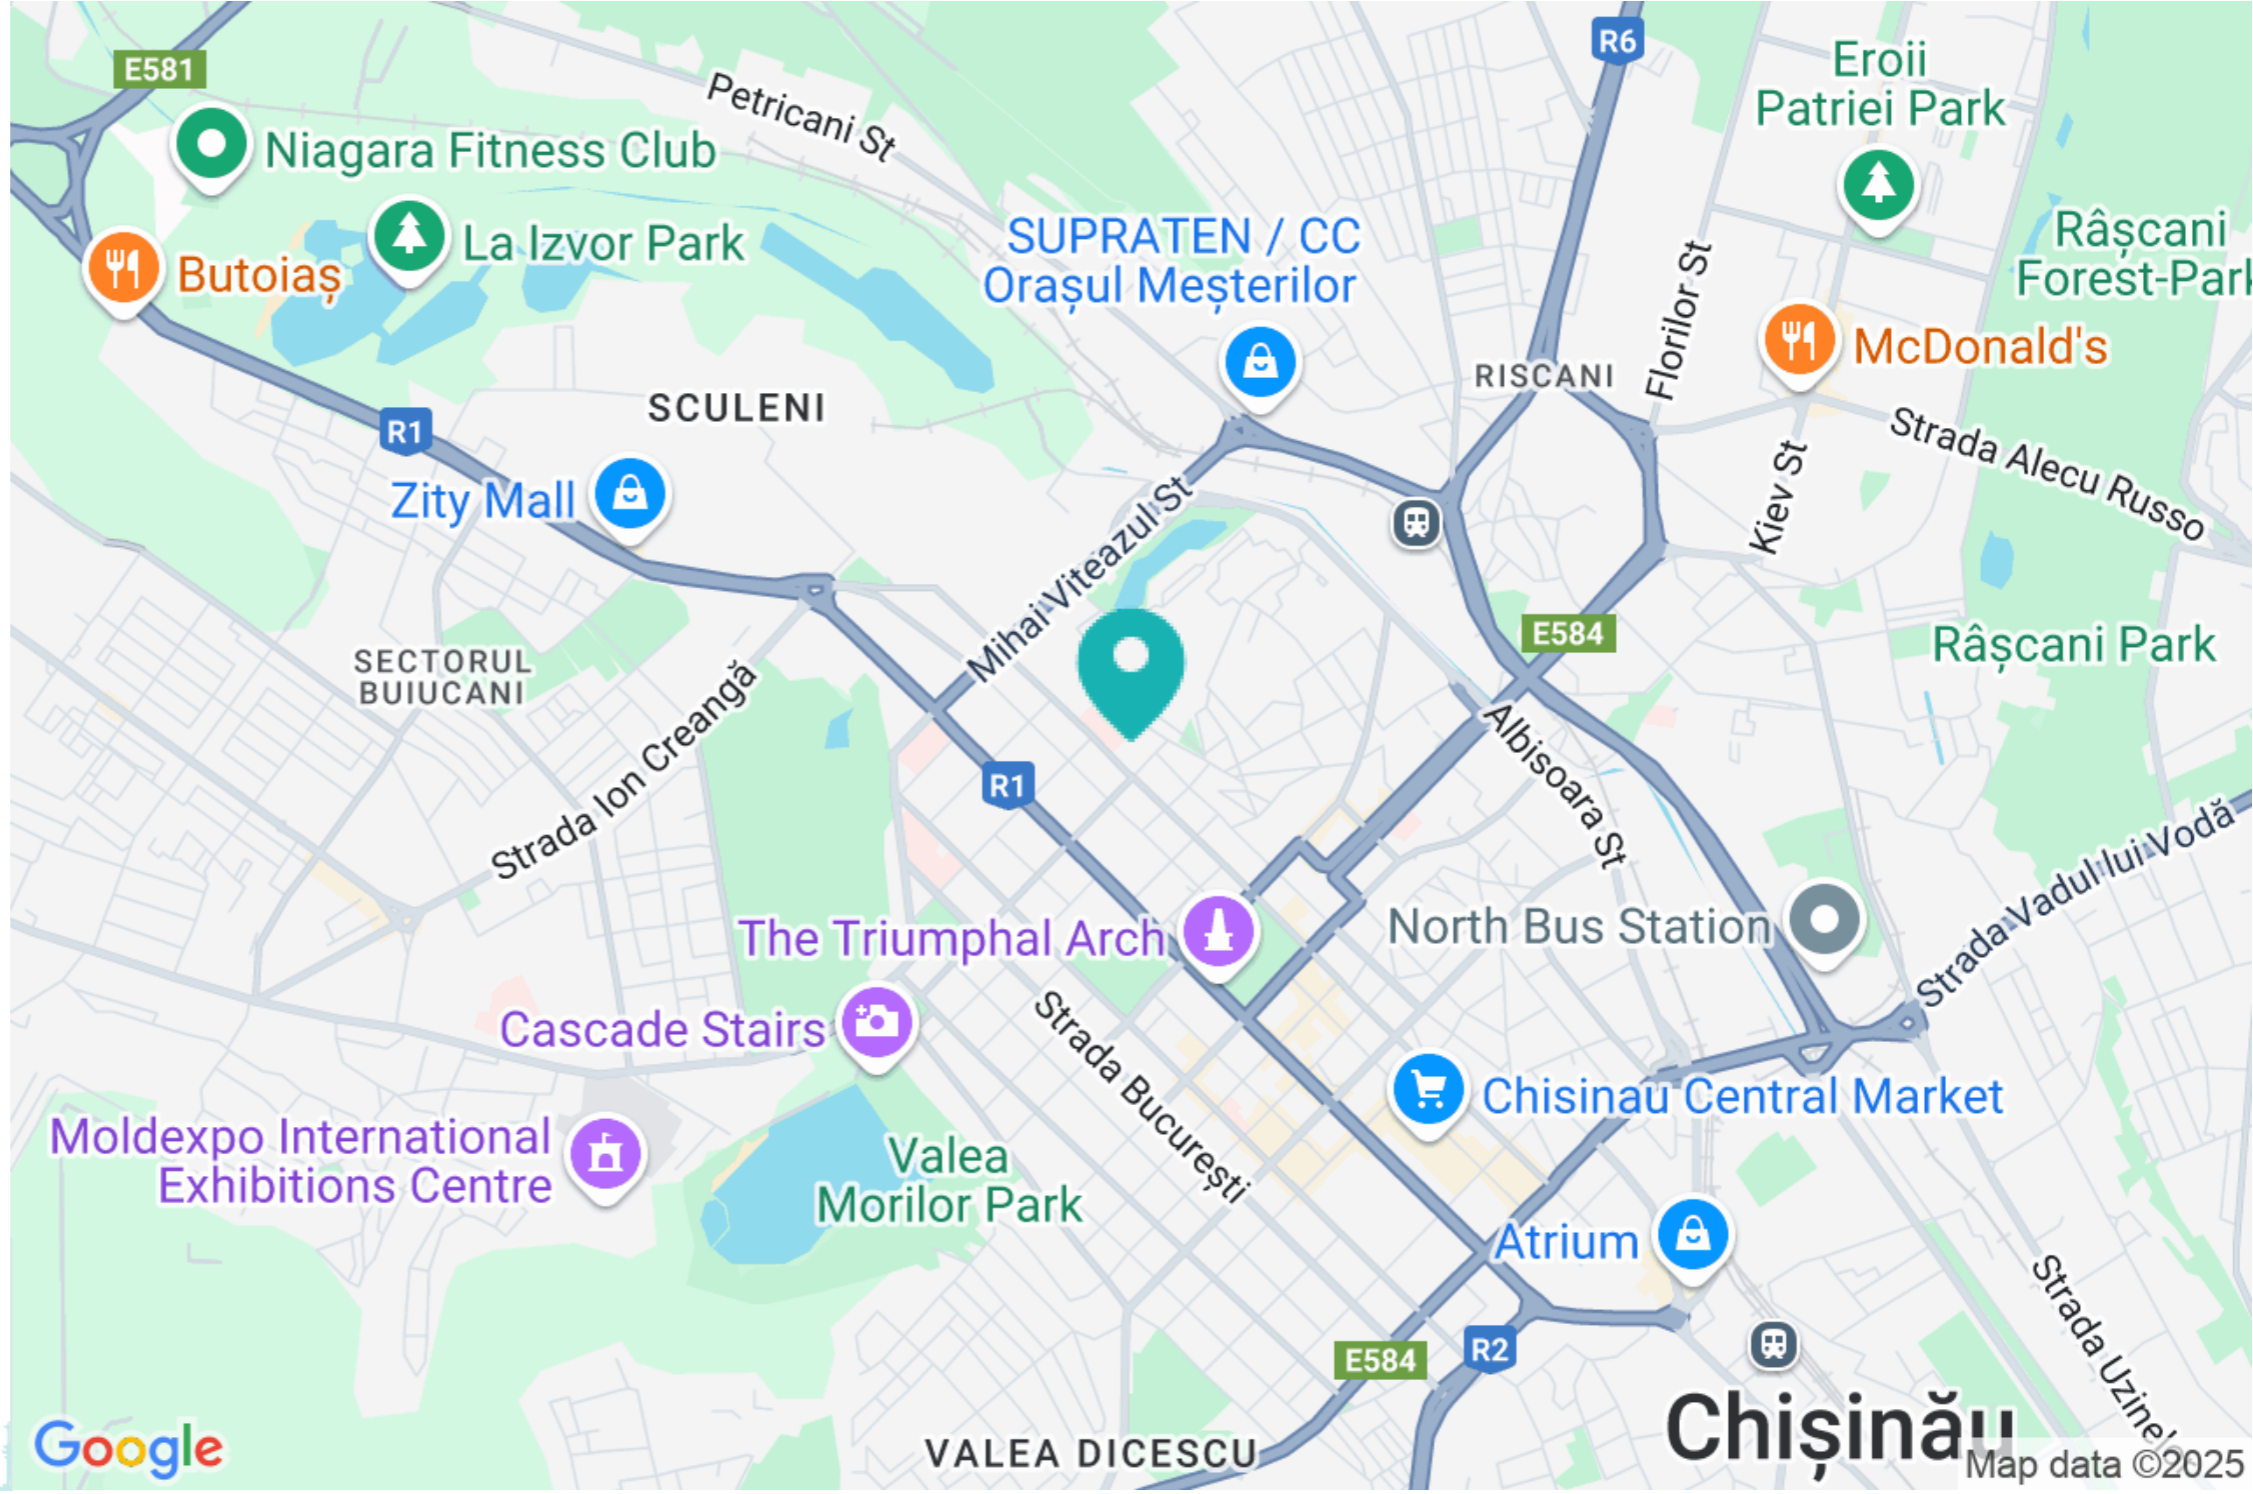 R6
Eroii
Patriei Park
E581
Petricani St
Niagara Fitness Club
La Izvor Park
Butoiaș
SUPRATEN / CC
Orașul Meșterilor
Râșcani
Forest-Park
Florilor St
McDonald's
RISCANI
SCULENI
R1
Strada Alecu Russo
Kiev St
Zity Mall
Mihai Viteazul St
E584
Râșcani Park
SECTORUL
BUIUCANI
Strada Ion Creangă
Albisoara St
R1
Strada Vadul lui Vodă
The Triumphal Arch
North Bus Station
Cascade Stairs
Strada București
Chisinau Central Market
Moldexpo International
Exhibitions Centre
Valea
Morilor Park
Atrium
Strada Uzinelor
E584
R2
Chișinău
VALEA DICESCU
Google
Map data ©2025